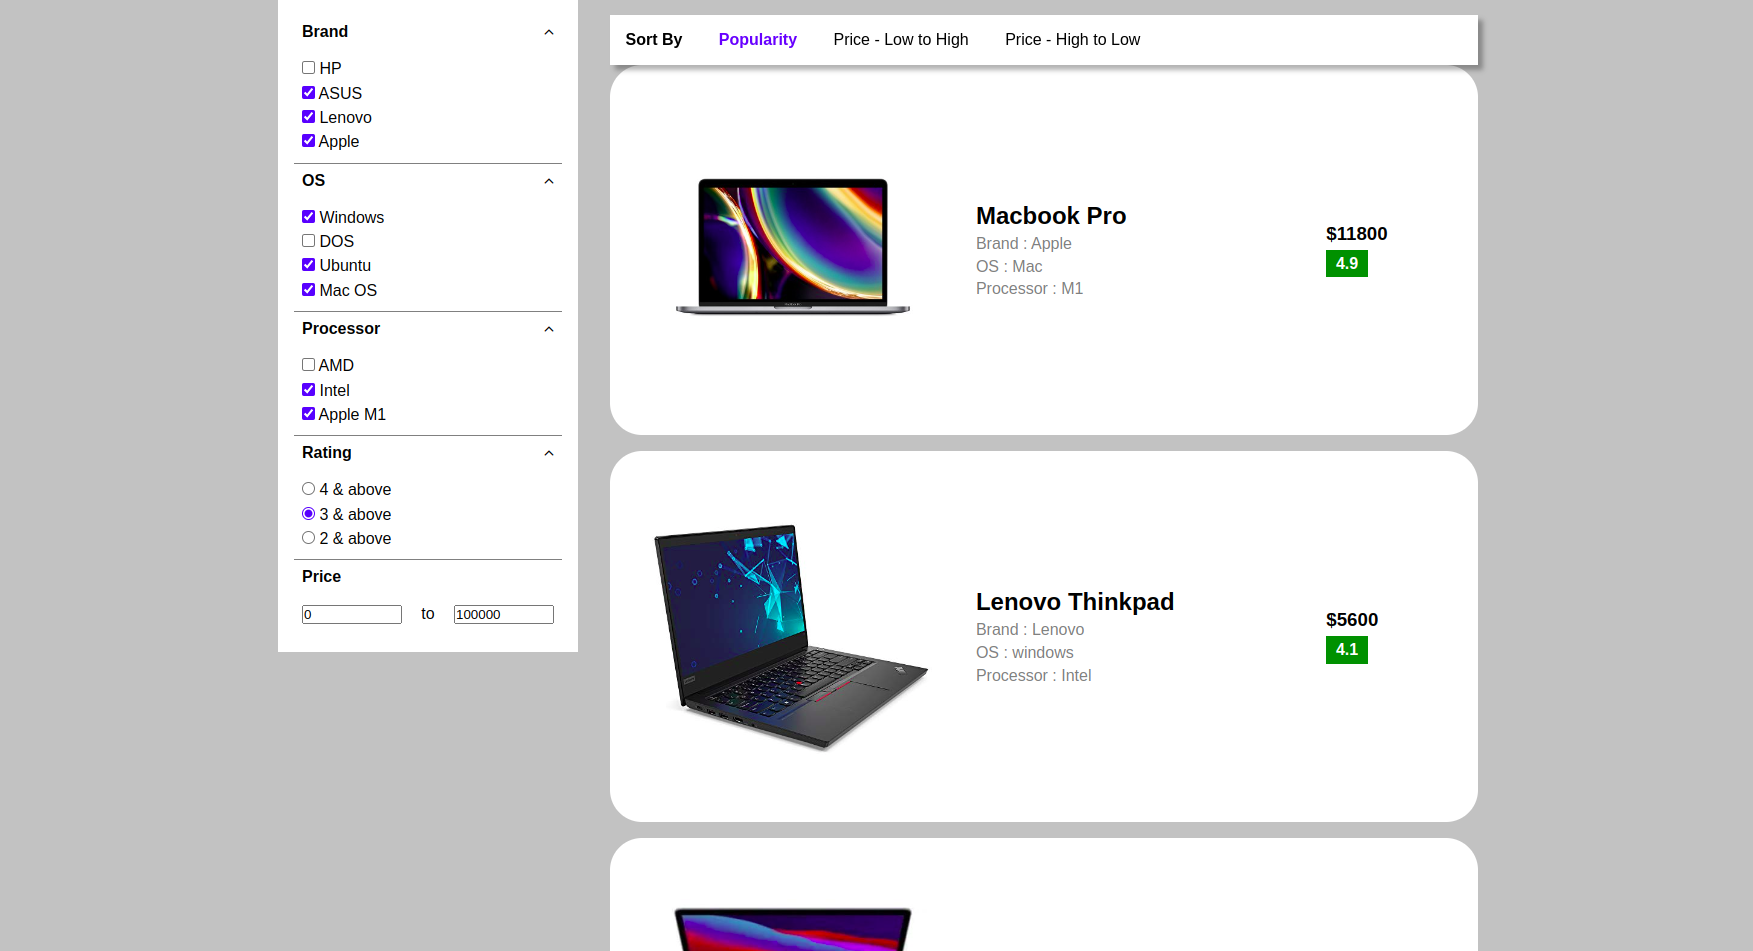 Brand
HP
ASUS
Lenovo
Apple
OS
Windows
DOS
Ubuntu
Mac OS
Processor
AMD
Intel
Apple M1
Rating
4 & above
3 & above
2 & above
Price
0 to 100000
Sort By Popularity Price - Low to High Price - High to Low
Macbook Pro
Brand : Apple
OS : Mac
Processor : M1
$11800
4.9
Lenovo Thinkpad
Brand : Lenovo
OS : windows
Processor : Intel
$5600
4.1